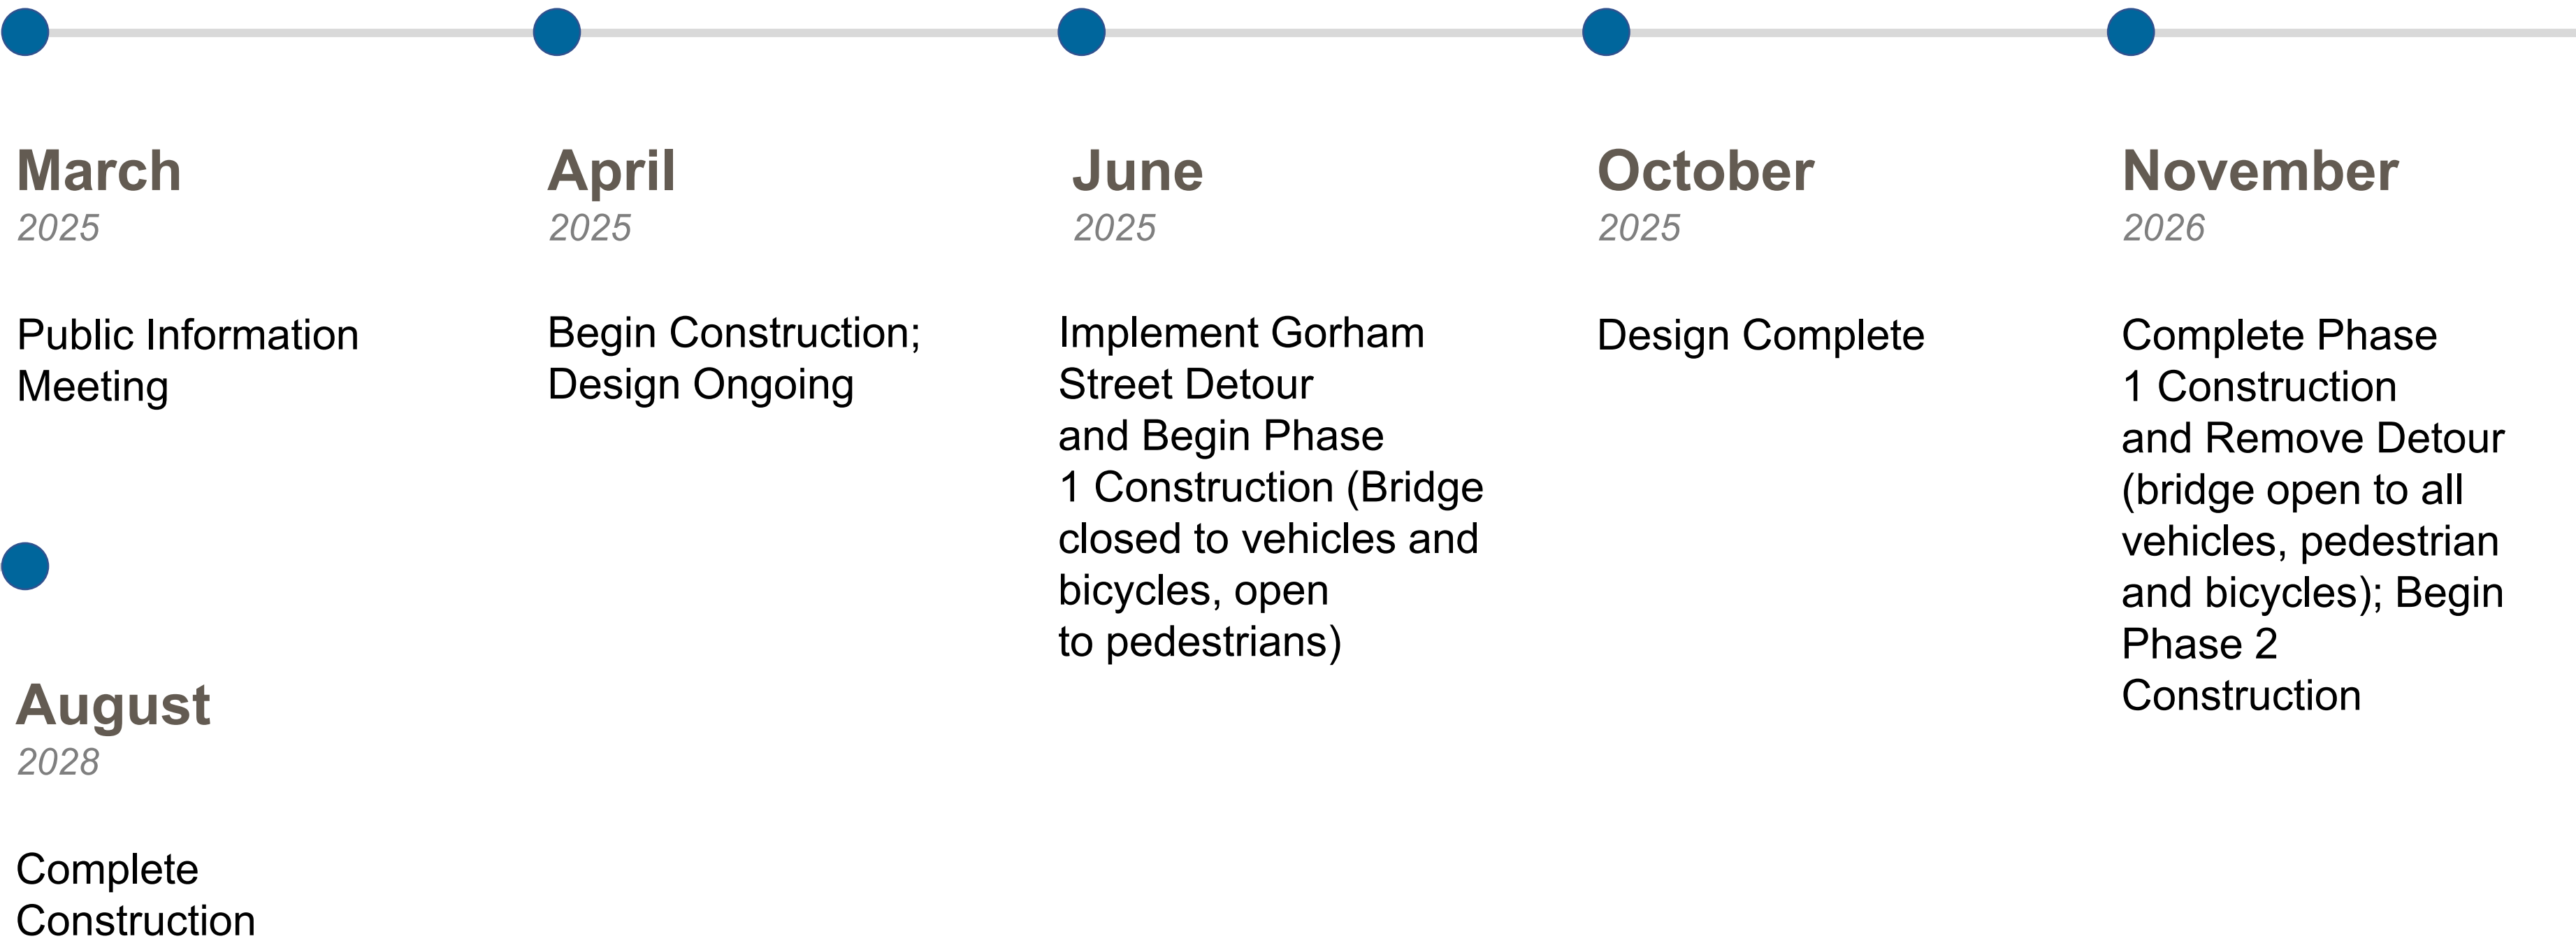 March
2025
Public Information
Meeting
April
2025
Begin Construction;
Design Ongoing
June
2025
Implement Gorham
Street Detour
and Begin Phase
1 Construction (Bridge
closed to vehicles and
bicycles, open
to pedestrians)
October
2025
Design Complete
November
2026
Complete Phase
1 Construction
and Remove Detour
(bridge open to all
vehicles, pedestrian
and bicycles); Begin
Phase 2
Construction
August
2028
Complete
Construction